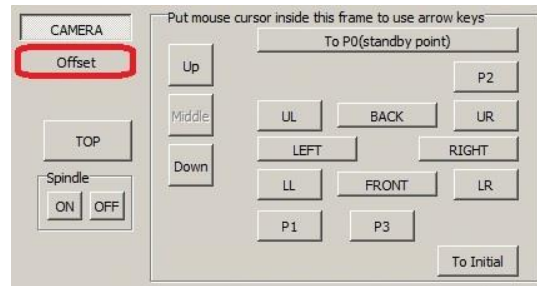 CAMERA
Offset
TOP
Spindle
ON OFF
Put mouse cursor inside this frame to use arrow keys
To P0(standby point)
Up
P2
Middle
UL BACK UR
LEFT RIGHT
Down
LL FRONT LR
P1 P3
To Initial